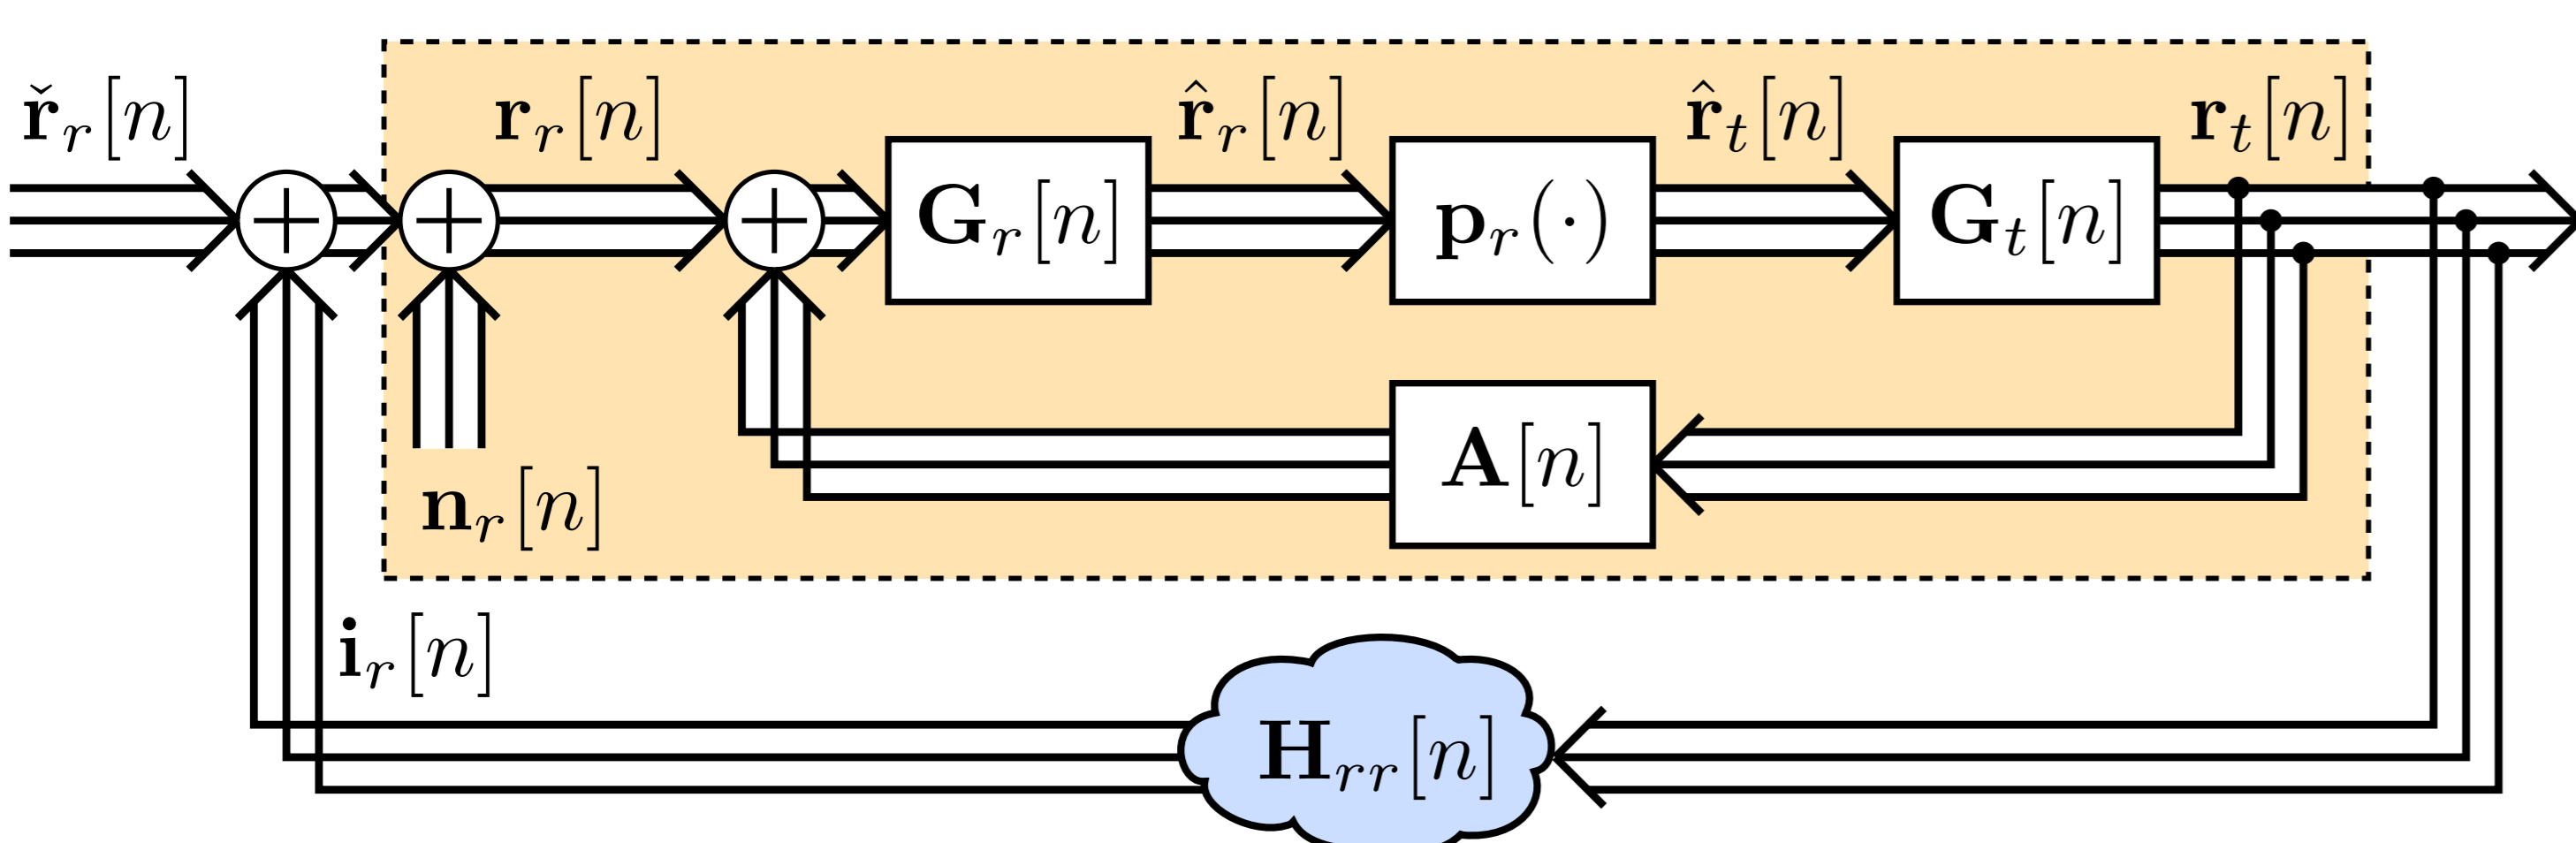 ř_r[n]
r_r[n]
r̂_r[n]
r̂_t[n]
r_t[n]
+
+
+
G_r[n]
p_r(·)
G_t[n]
A[n]
n_r[n]
i_r[n]
H_rr[n]